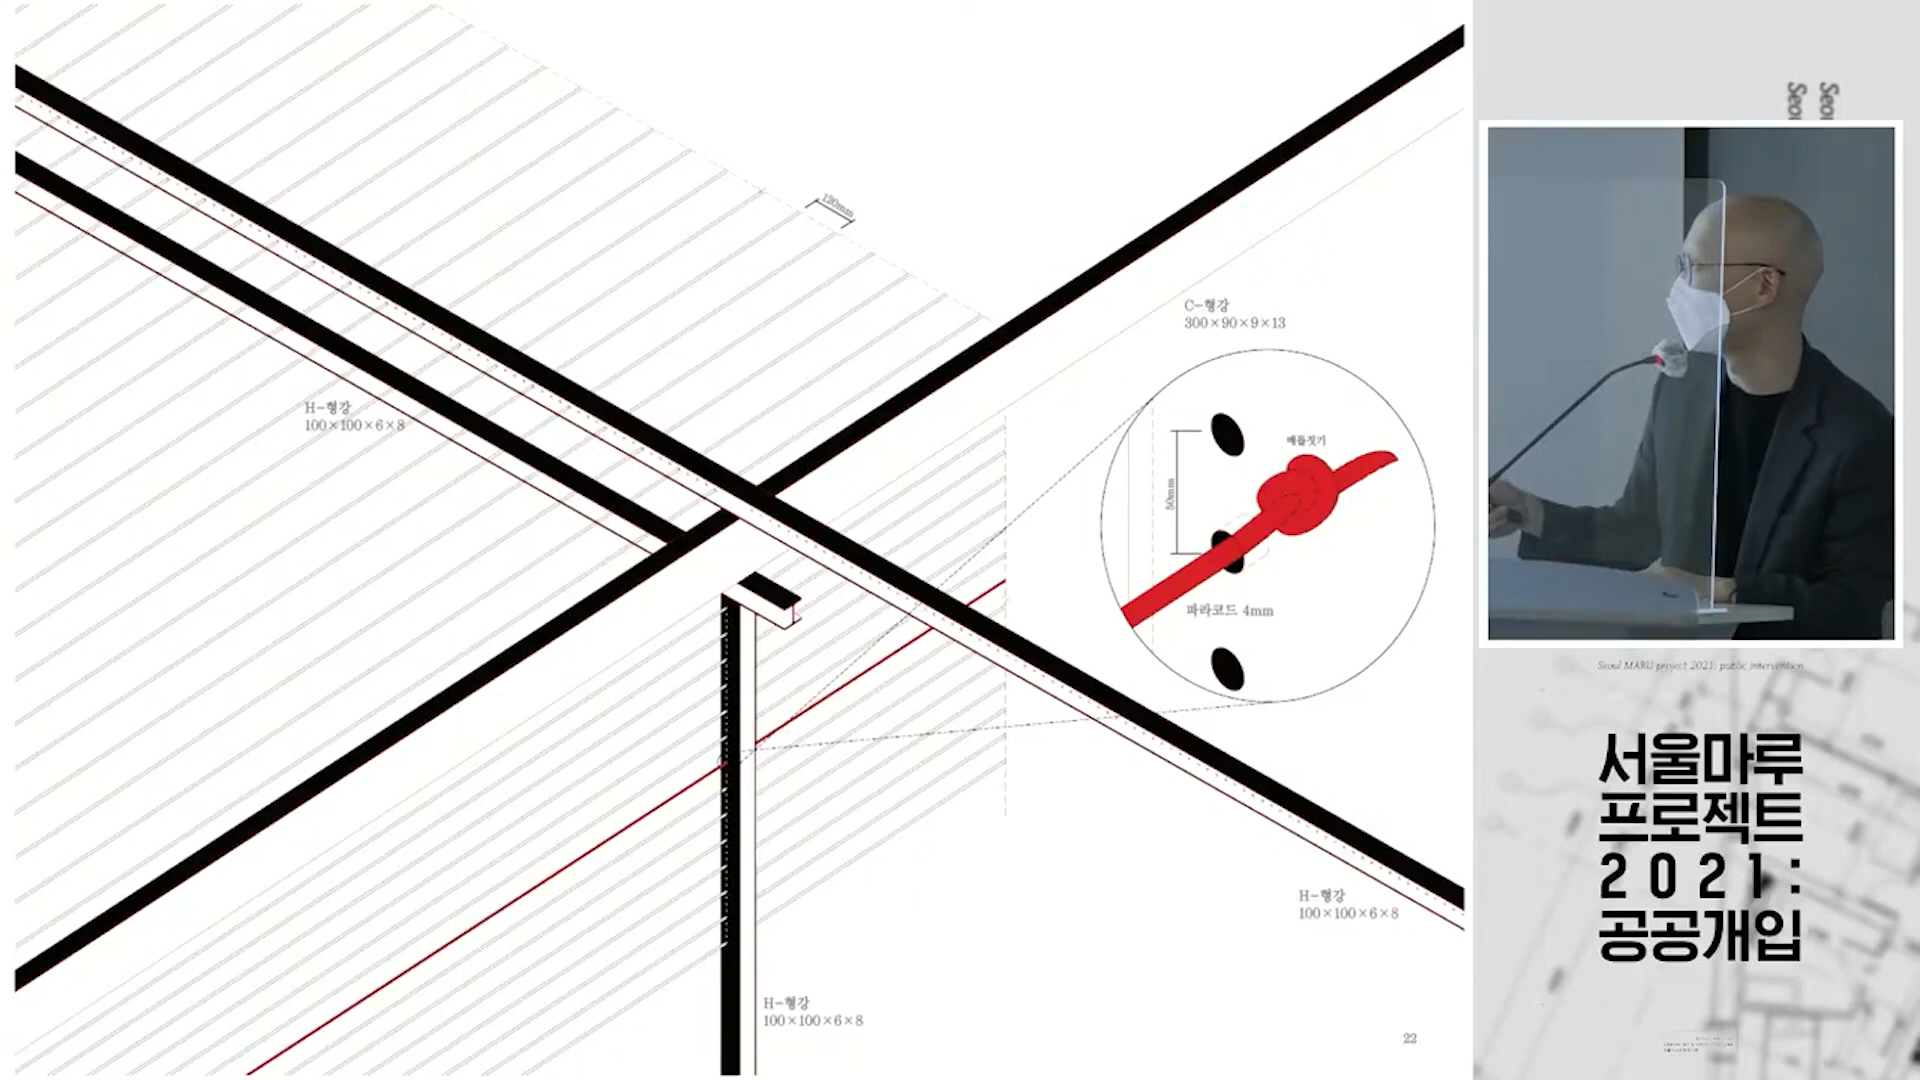 120mm
C-형강
300×90×9×13
H-형강
100×100×6×8
매듭짓기
50mm
파라코드 4mm
H-형강
100×100×6×8
H-형강
100×100×6×8
22
Seoul MARU project 2021: public intervention
서울마루
프로젝트
2021:
공공개입